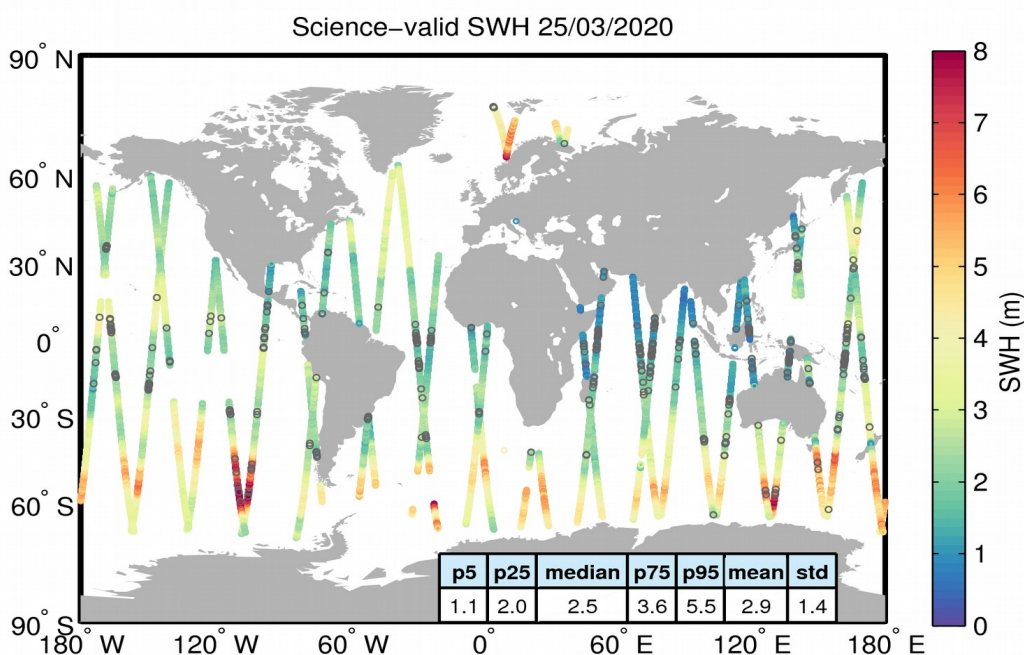 Science−valid SWH 25/03/2020
90° N
60° N
30° N
0°
30° S
60° S
90° S
180° W
120° W
60° W
0°
60° E
120° E
180° E
p5 p25 median p75 p95 mean std
1.1 2.0 2.5 3.6 5.5 2.9 1.4
8
7
6
5
4
3
2
1
0
SWH (m)